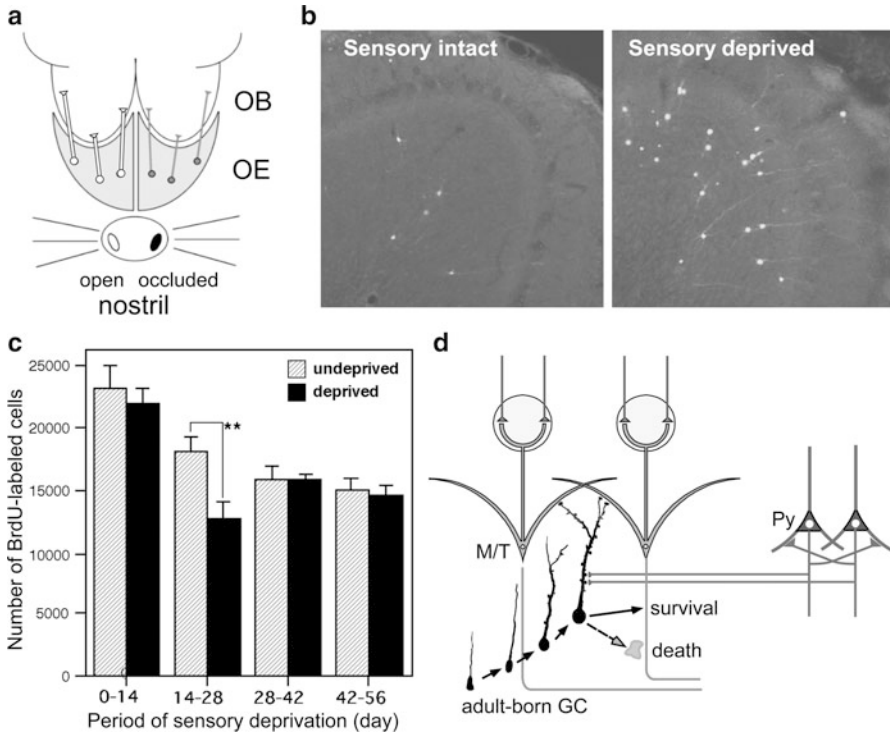 a
OB
OE
open occluded
nostril
b
Sensory intact
Sensory deprived
c
Number of BrdU-labeled cells
25000
20000
15000
10000
5000
0
undeprived
deprived
**
0-14 14-28 28-42 42-56
Period of sensory deprivation (day)
d
M/T
Py
survival
death
adult-born GC